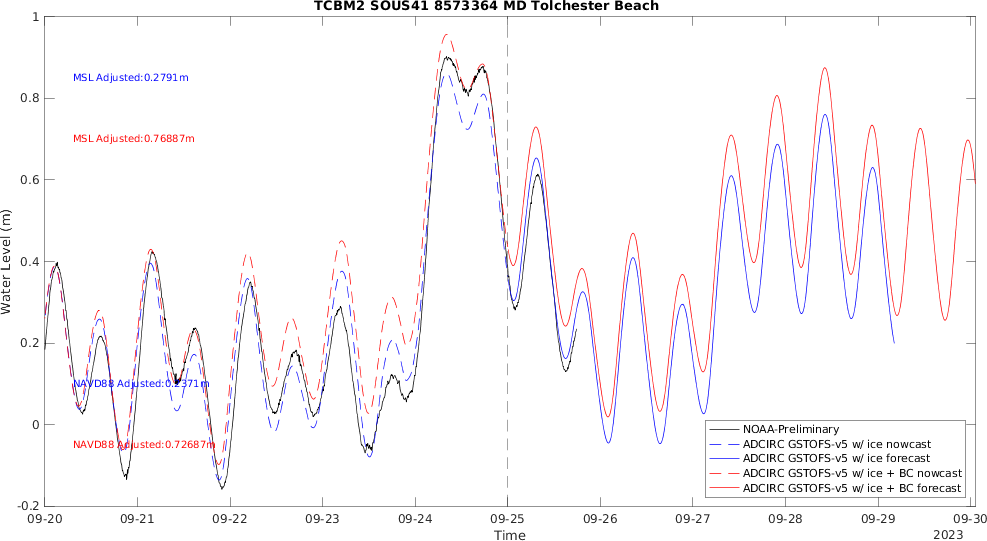 TCBM2 SOUS41 8573364 MD Tolchester Beach
Water Level (m)
1
0.8
0.6
0.4
0.2
0
-0.2
MSL Adjusted:0.2791m
MSL Adjusted:0.76887m
NAVD88 Adjusted:0.2371m
NAVD88 Adjusted:0.72687m
NOAA-Preliminary
ADCIRC GSTOFS-v5 w/ ice nowcast
ADCIRC GSTOFS-v5 w/ ice forecast
ADCIRC GSTOFS-v5 w/ ice + BC nowcast
ADCIRC GSTOFS-v5 w/ ice + BC forecast
09-20 09-21 09-22 09-23 09-24 09-25 09-26 09-27 09-28 09-29 09-30
Time
2023